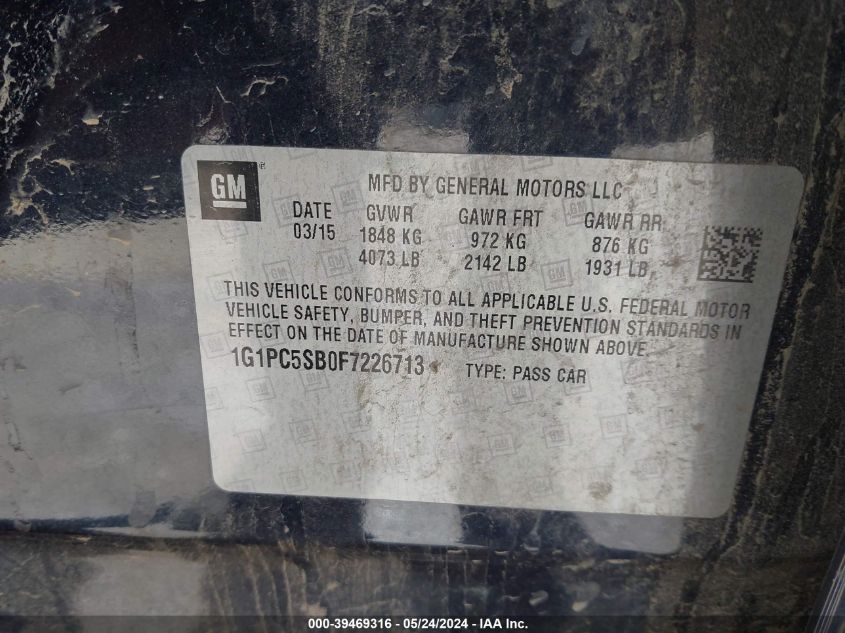 GM
MFD BY GENERAL MOTORS LLC
DATE GVWR GAWR FRT GAWR RR
03/15 1848 KG 972 KG 876 KG
4073 LB 2142 LB 1931 LB
THIS VEHICLE CONFORMS TO ALL APPLICABLE U.S. FEDERAL MOTOR
VEHICLE SAFETY, BUMPER, AND THEFT PREVENTION STANDARDS IN
EFFECT ON THE DATE OF MANUFACTURE SHOWN ABOVE.
1G1PC5SB0F7226713 TYPE: PASS CAR
000-39469316 - 05/24/2024 - IAA Inc.